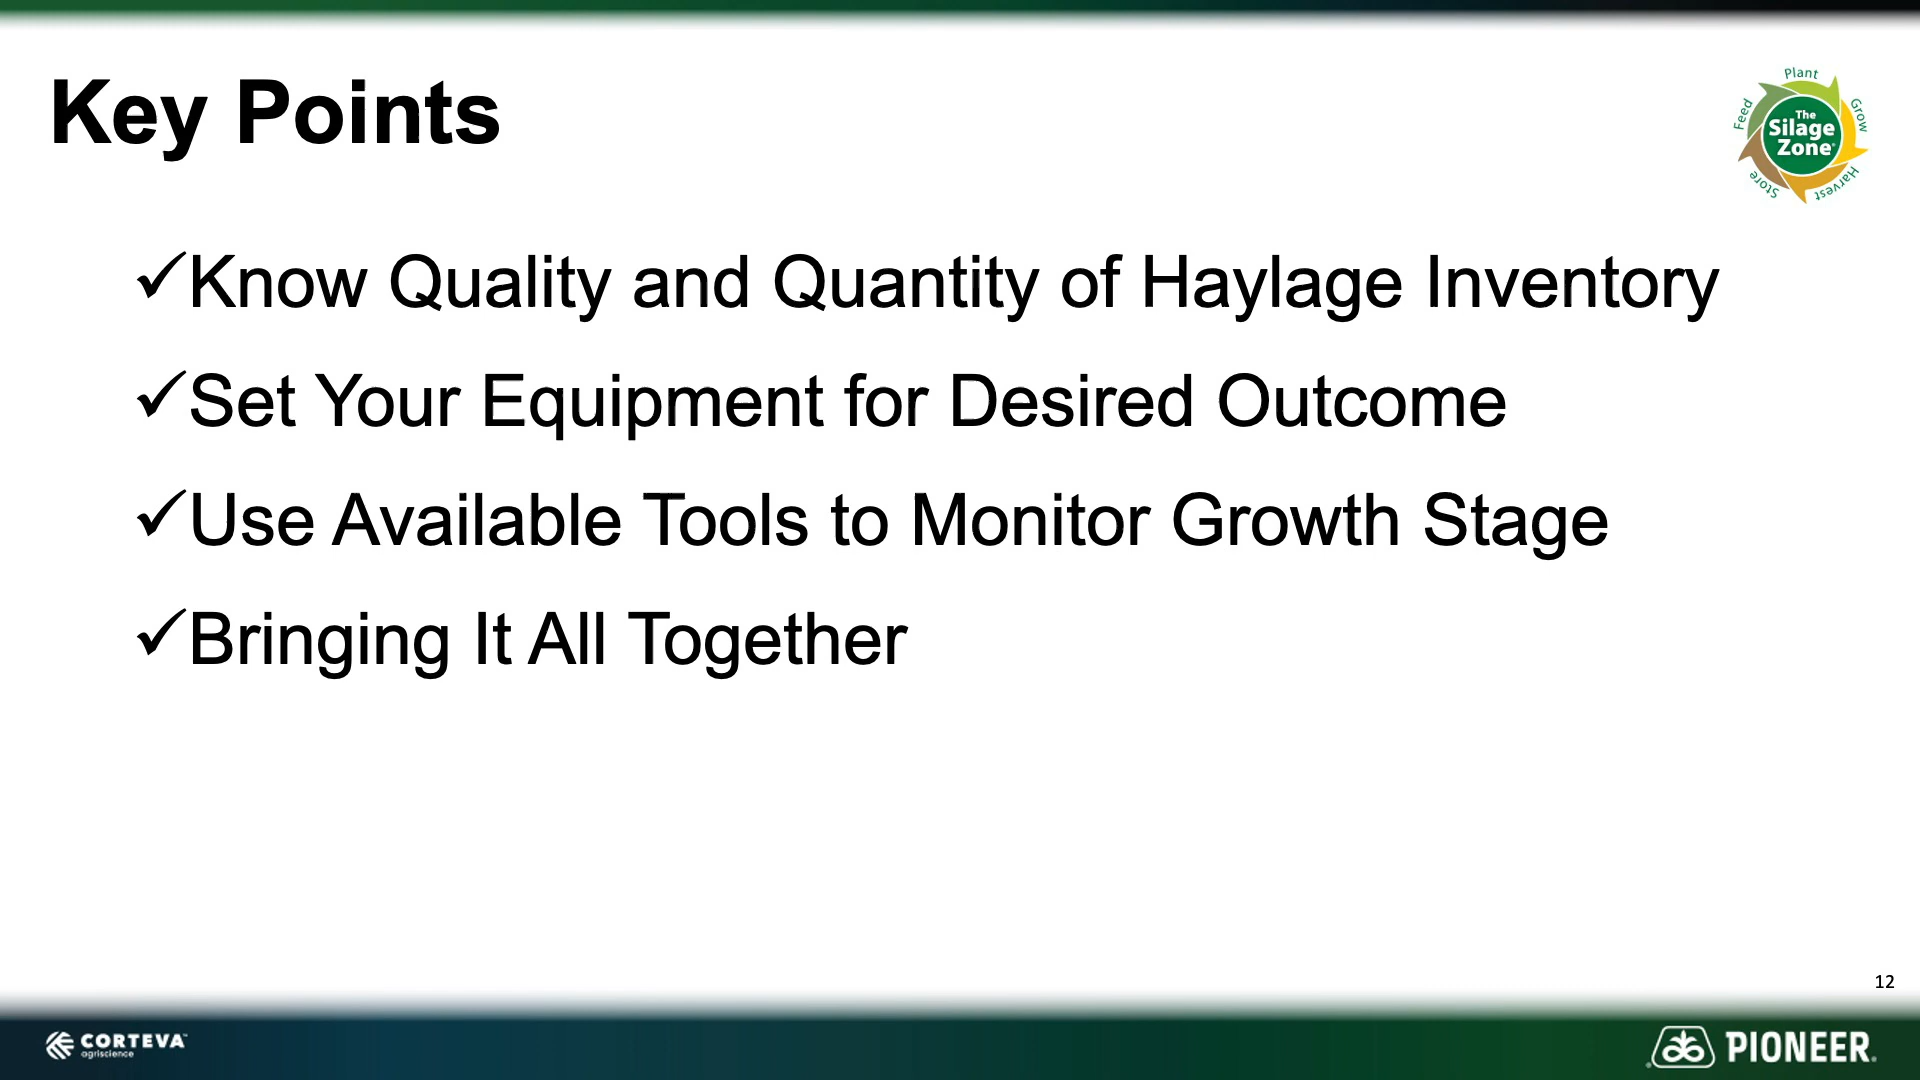 Key Points
Plant
Grow
Harvest
Store
Feed
The
Silage
Zone®
✓Know Quality and Quantity of Haylage Inventory
✓Set Your Equipment for Desired Outcome
✓Use Available Tools to Monitor Growth Stage
✓Bringing It All Together
12
CORTEVA™
agriscience
PIONEER®